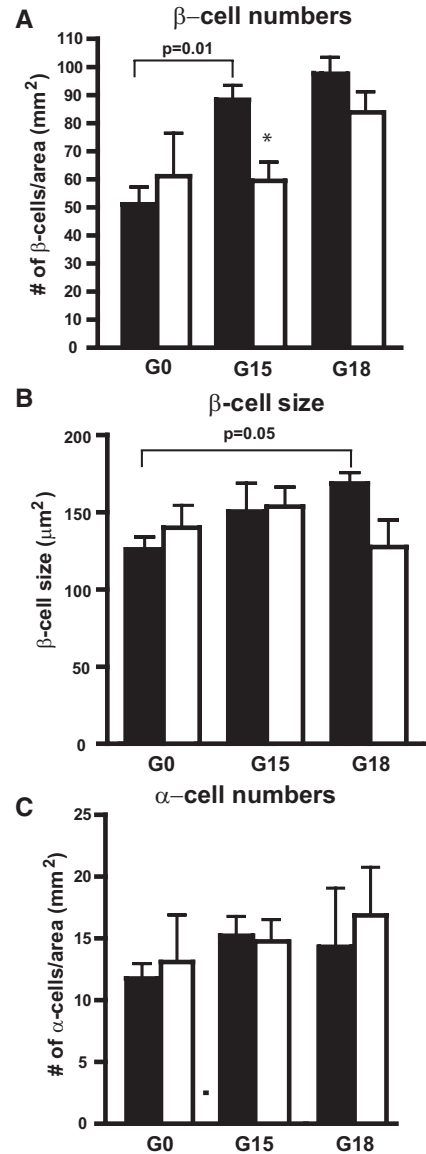 A
β–cell numbers
# of β-cells/area (mm²)
110
100
90
80
70
60
50
40
30
20
10
0
p=0.01
*
G0 G15 G18
B
β-cell size
β-cell size (μm²)
200
150
100
50
0
p=0.05
G0 G15 G18
C
α–cell numbers
# of α-cells/area (mm²)
25
20
15
10
5
0
G0 G15 G18